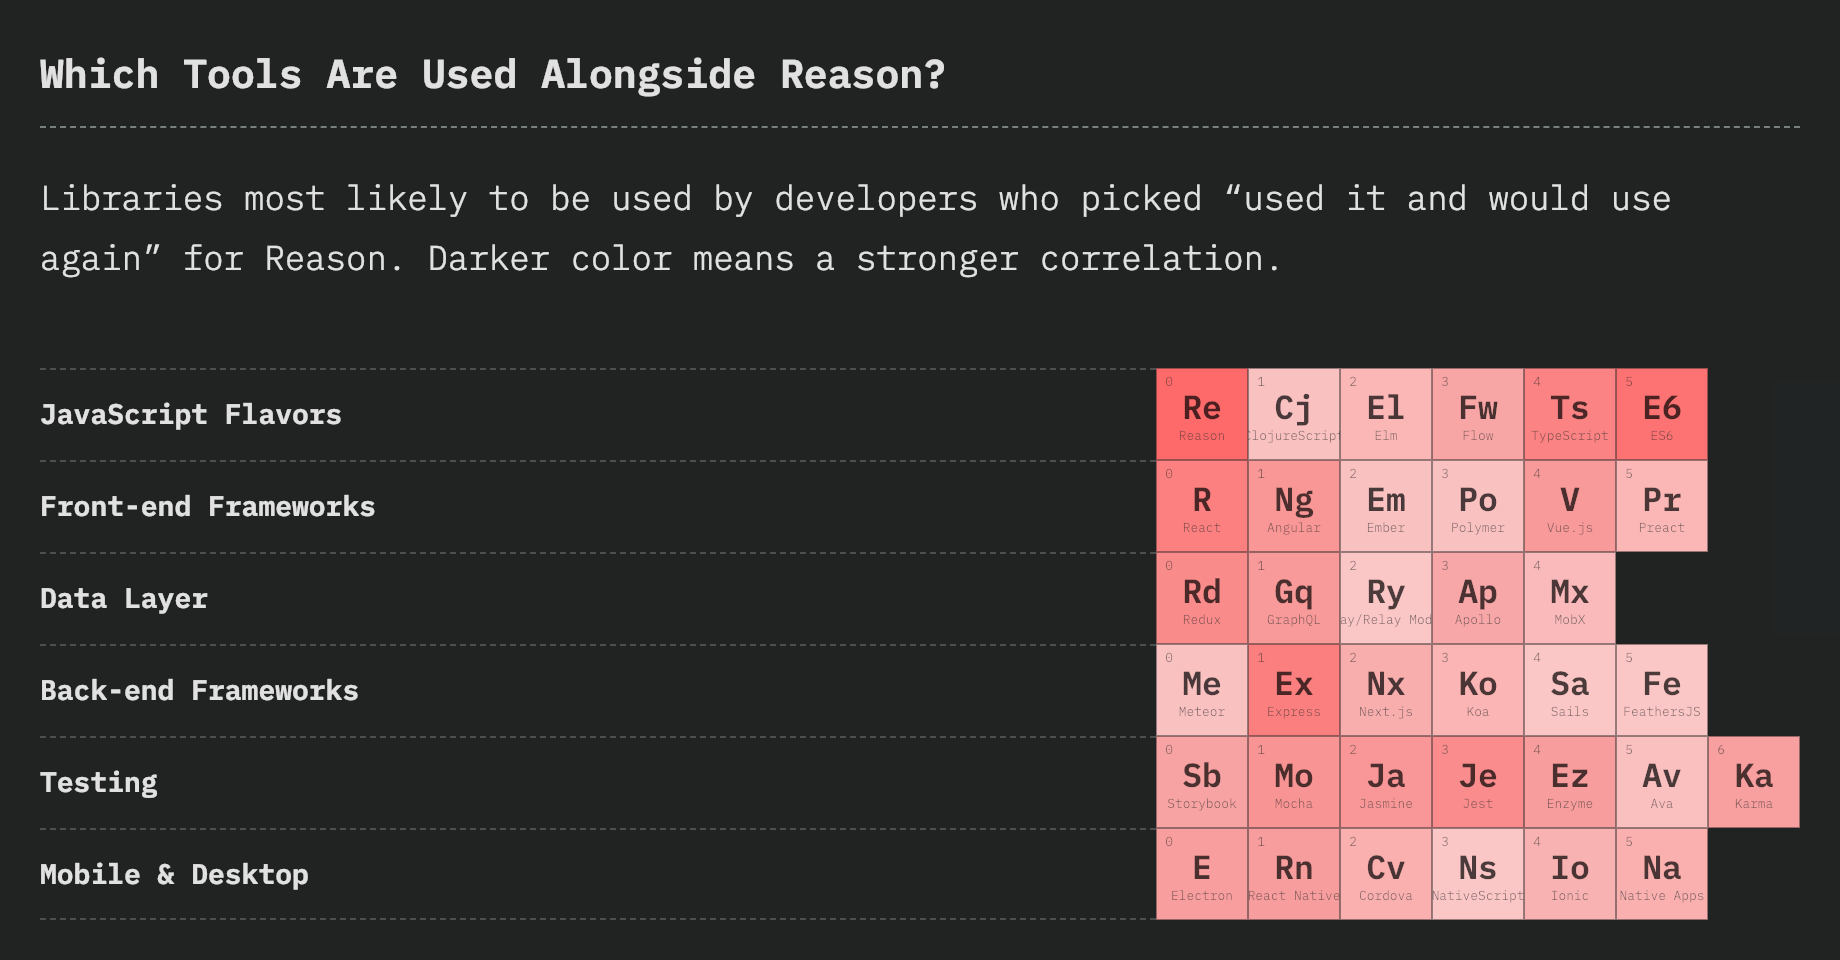 Which Tools Are Used Alongside Reason?
Libraries most likely to be used by developers who picked “used it and would use
again” for Reason. Darker color means a stronger correlation.
JavaScript Flavors
0 1 2 3 4 5
Re Cj El Fw Ts E6
Reason ClojureScript Elm Flow TypeScript ES6
Front-end Frameworks
0 1 2 3 4 5
R Ng Em Po V Pr
React Angular Ember Polymer Vue.js Preact
Data Layer
0 1 2 3 4
Rd Gq Ry Ap Mx
Redux GraphQL ay/Relay Mod Apollo MobX
Back-end Frameworks
0 1 2 3 4 5
Me Ex Nx Ko Sa Fe
Meteor Express Next.js Koa Sails FeathersJS
Testing
0 1 2 3 4 5 6
Sb Mo Ja Je Ez Av Ka
Storybook Mocha Jasmine Jest Enzyme Ava Karma
Mobile & Desktop
0 1 2 3 4 5
E Rn Cv Ns Io Na
Electron React Native Cordova NativeScript Ionic Native Apps